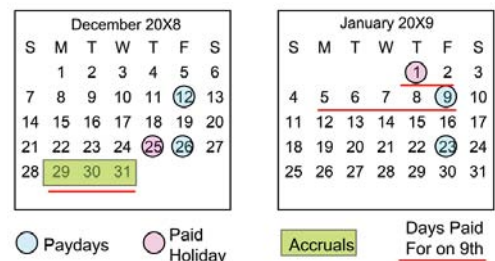 December 20X8
S M T W T F S
1 2 3 4 5 6
7 8 9 10 11 12 13
14 15 16 17 18 19 20
21 22 23 24 25 26 27
28 29 30 31
January 20X9
S M T W T F S
1 2 3
4 5 6 7 8 9 10
11 12 13 14 15 16 17
18 19 20 21 22 23 24
25 26 27 28 29 30 31
Paydays
Paid
Holiday
Accruals
Days Paid
For on 9th